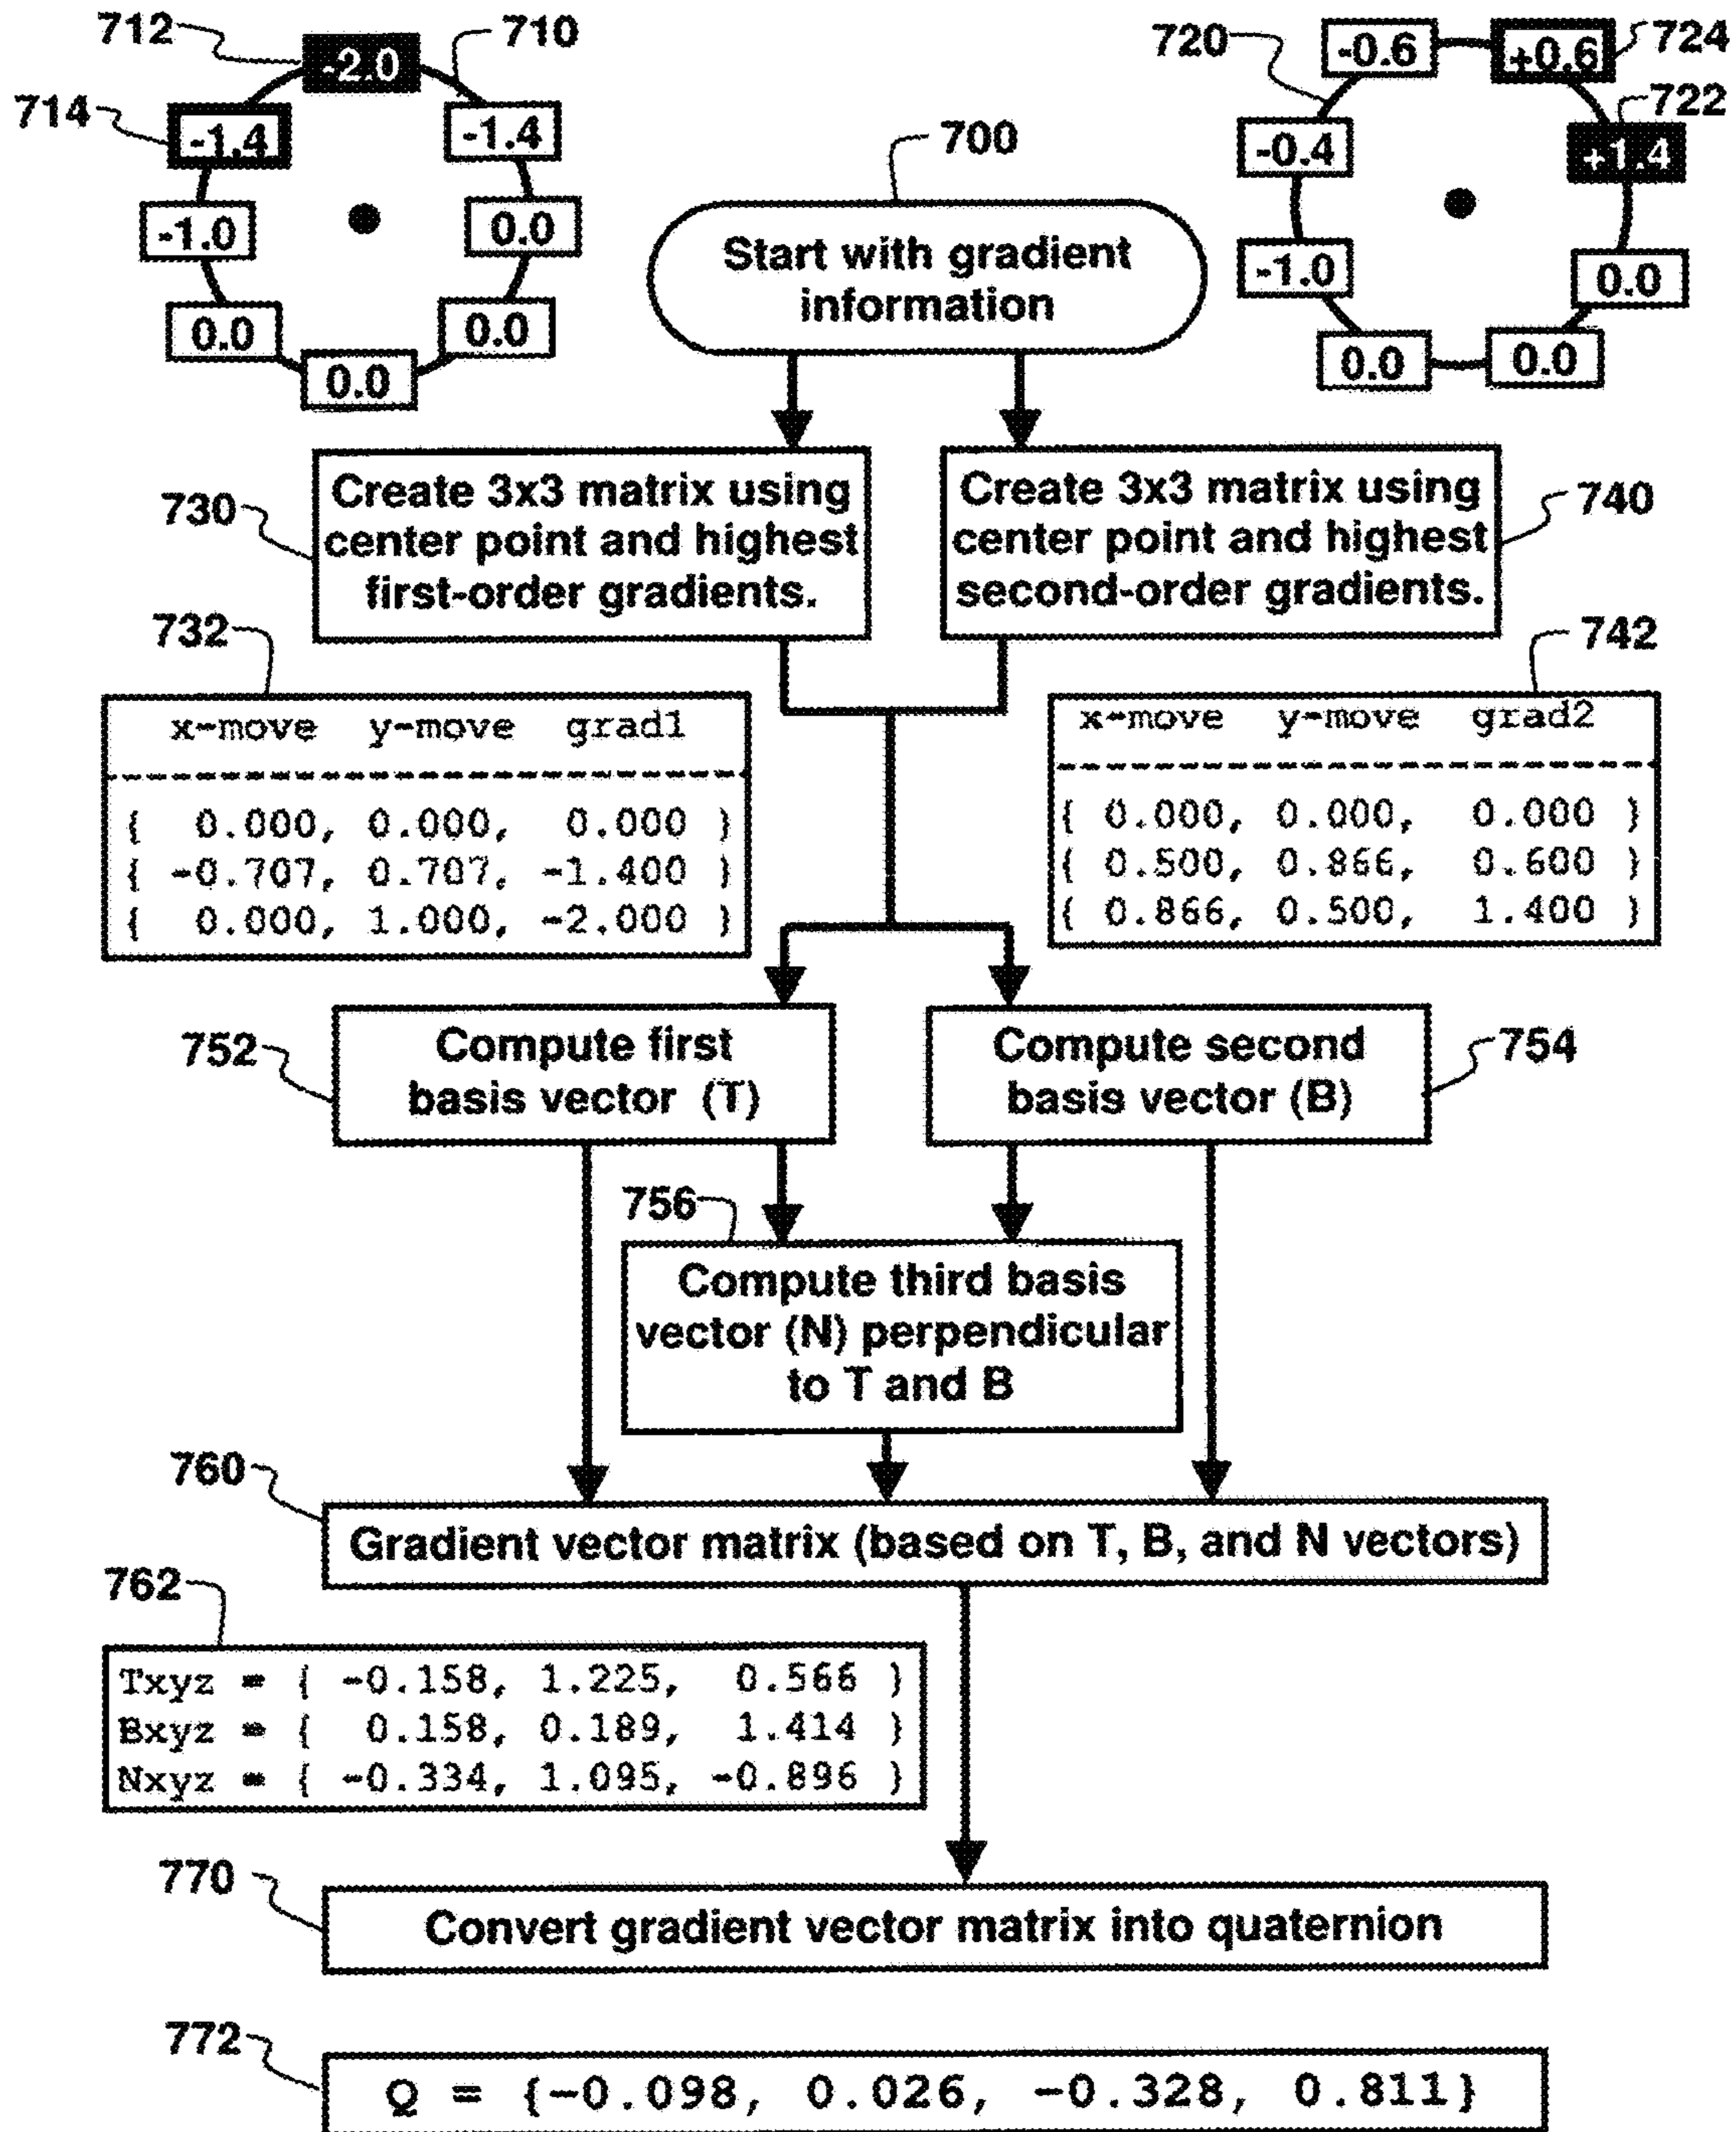 712
710
-2.0
714
-1.4
-1.4
-1.0
0.0
0.0
0.0
0.0
720
-0.6
+0.6
724
722
-0.4
+1.4
-1.0
0.0
0.0
0.0
700
Start with gradient
information
730
Create 3x3 matrix using
center point and highest
first-order gradients.
740
Create 3x3 matrix using
center point and highest
second-order gradients.
732
x-move y-move grad1
-----------------------------
{ 0.000, 0.000, 0.000 }
{ -0.707, 0.707, -1.400 }
{ 0.000, 1.000, -2.000 }
742
x-move y-move grad2
--------------------------
{ 0.000, 0.000, 0.000 }
{ 0.500, 0.866, 0.600 }
{ 0.866, 0.500, 1.400 }
752
Compute first
basis vector (T)
754
Compute second
basis vector (B)
756
Compute third basis
vector (N) perpendicular
to T and B
760
Gradient vector matrix (based on T, B, and N vectors)
762
Txyz = { -0.158, 1.225, 0.566 }
Bxyz = { 0.158, 0.189, 1.414 }
Nxyz = { -0.334, 1.095, -0.896 }
770
Convert gradient vector matrix into quaternion
772
Q = {-0.098, 0.026, -0.328, 0.811}